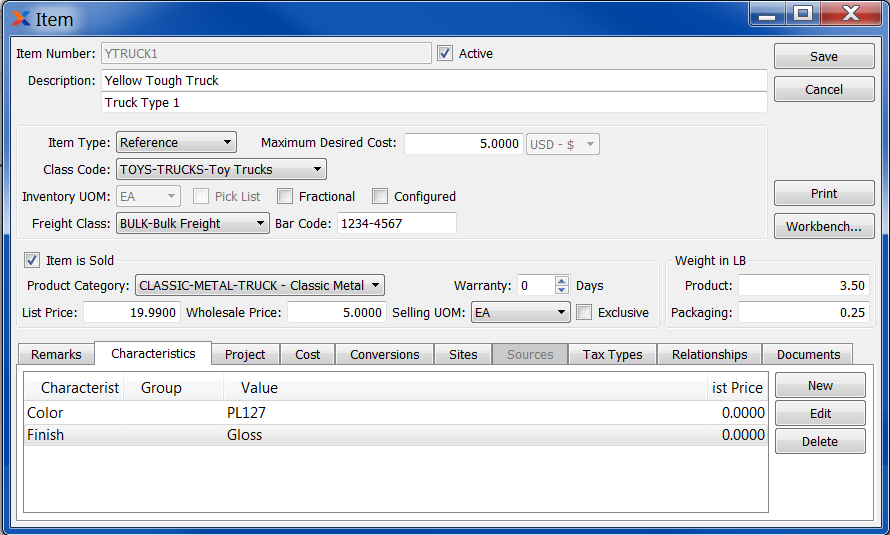 Item
Item Number: YTRUCK1 Active Save
Description: Yellow Tough Truck Cancel
Truck Type 1
Item Type: Reference Maximum Desired Cost: 5.0000 USD - $
Class Code: TOYS-TRUCKS-Toy Trucks
Inventory UOM: EA Pick List Fractional Configured Print
Freight Class: BULK-Bulk Freight Bar Code: 1234-4567 Workbench...
Item is Sold Weight in LB
Product Category: CLASSIC-METAL-TRUCK - Classic Metal Warranty: 0 Days Product: 3.50
List Price: 19.9900 Wholesale Price: 5.0000 Selling UOM: EA Exclusive Packaging: 0.25
Remarks Characteristics Project Cost Conversions Sites Sources Tax Types Relationships Documents
Characterist Group Value ist Price New
Color PL127 0.0000 Edit
Finish Gloss 0.0000 Delete